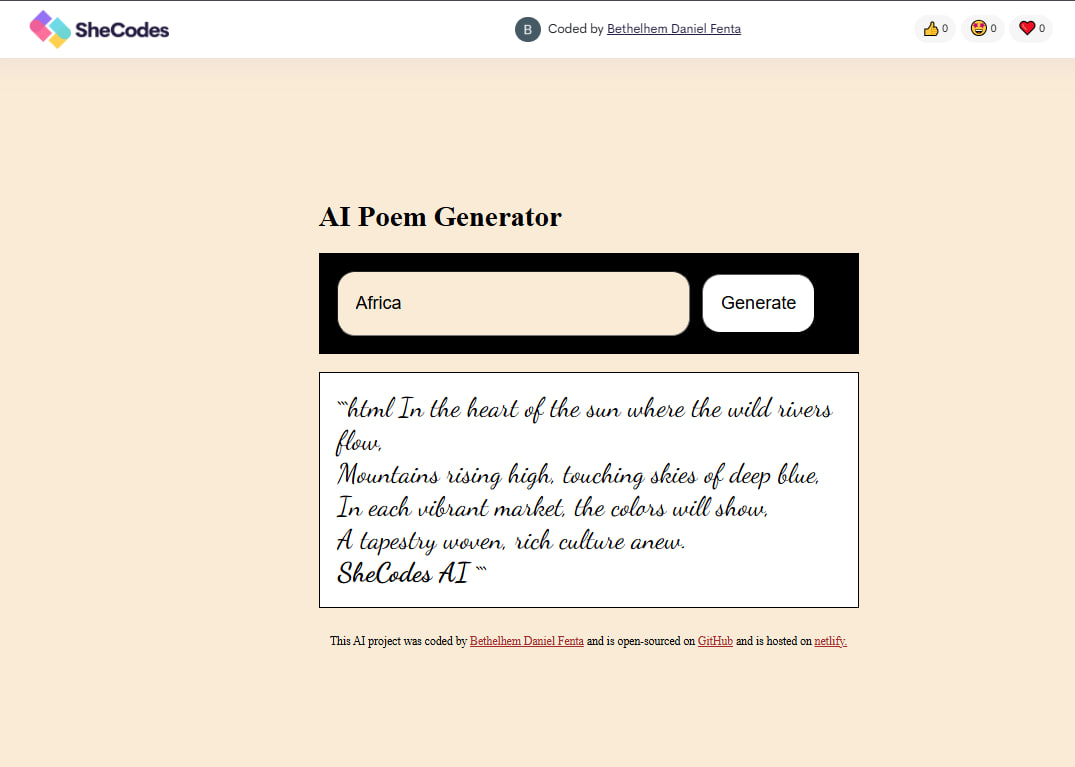 SheCodes
B Coded by Bethelhem Daniel Fenta
👍 0 🤩 0 ❤️ 0
AI Poem Generator
Africa
Generate
```html In the heart of the sun where the wild rivers
flow,
Mountains rising high, touching skies of deep blue,
In each vibrant market, the colors will show,
A tapestry woven, rich culture anew.
SheCodes AI ```
This AI project was coded by Bethelhem Daniel Fenta and is open-sourced on GitHub and is hosted on netlify.